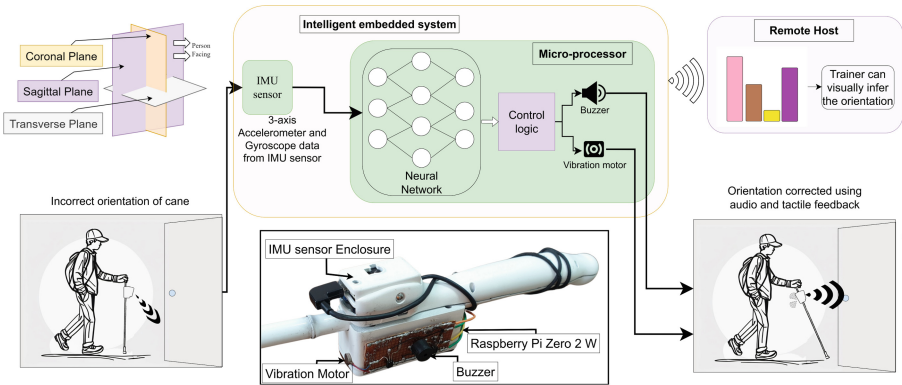 Intelligent embedded system
Remote Host
Coronal Plane
Sagittal Plane
Transverse Plane
Person
Facing
IMU
sensor
3-axis
Accelerometer and
Gyroscope data
from IMU sensor
Micro-processor
Neural
Network
Control
logic
Buzzer
Vibration motor
Trainer can
visually infer
the orientation
Incorrect orientation of cane
Orientation corrected using
audio and tactile feedback
IMU sensor Enclosure
Raspberry Pi Zero 2 W
Vibration Motor
Buzzer